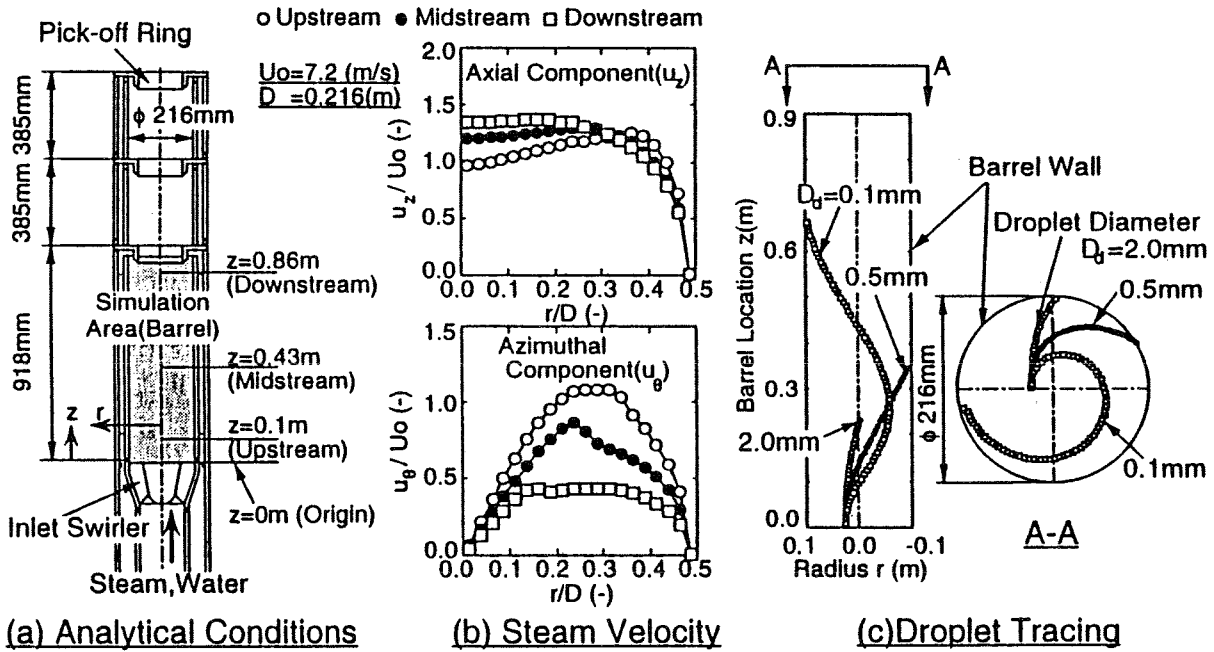 o Upstream ● Midstream □ Downstream
Pick-off Ring
Uo=7.2 (m/s)
D =0.216(m)
ϕ 216mm
385mm
385mm
918mm
z=0.86m
(Downstream)
Simulation
Area(Barrel)
z=0.43m
(Midstream)
z r
z=0.1m
(Upstream)
z=0m (Origin)
Inlet Swirler
Steam,Water
(a) Analytical Conditions
2.0
1.5
1.0
0.5
0.0
u_z/ Uo (-)
Axial Component(u_z)
0.0 0.1 0.2 0.3 0.4 0.5
r/D (-)
1.5
1.0
0.5
0.0
u_θ/ Uo (-)
Azimuthal
Component(u_θ)
0.0 0.1 0.2 0.3 0.4 0.5
r/D (-)
(b) Steam Velocity
A A
0.9
0.6
0.3
0.0
Barrel Location z(m)
D_d=0.1mm
0.5mm
2.0mm
0.1 0.0 -0.1
Radius r (m)
Barrel Wall
Droplet Diameter
D_d=2.0mm
0.5mm
ϕ 216mm
0.1mm
A-A
(c)Droplet Tracing